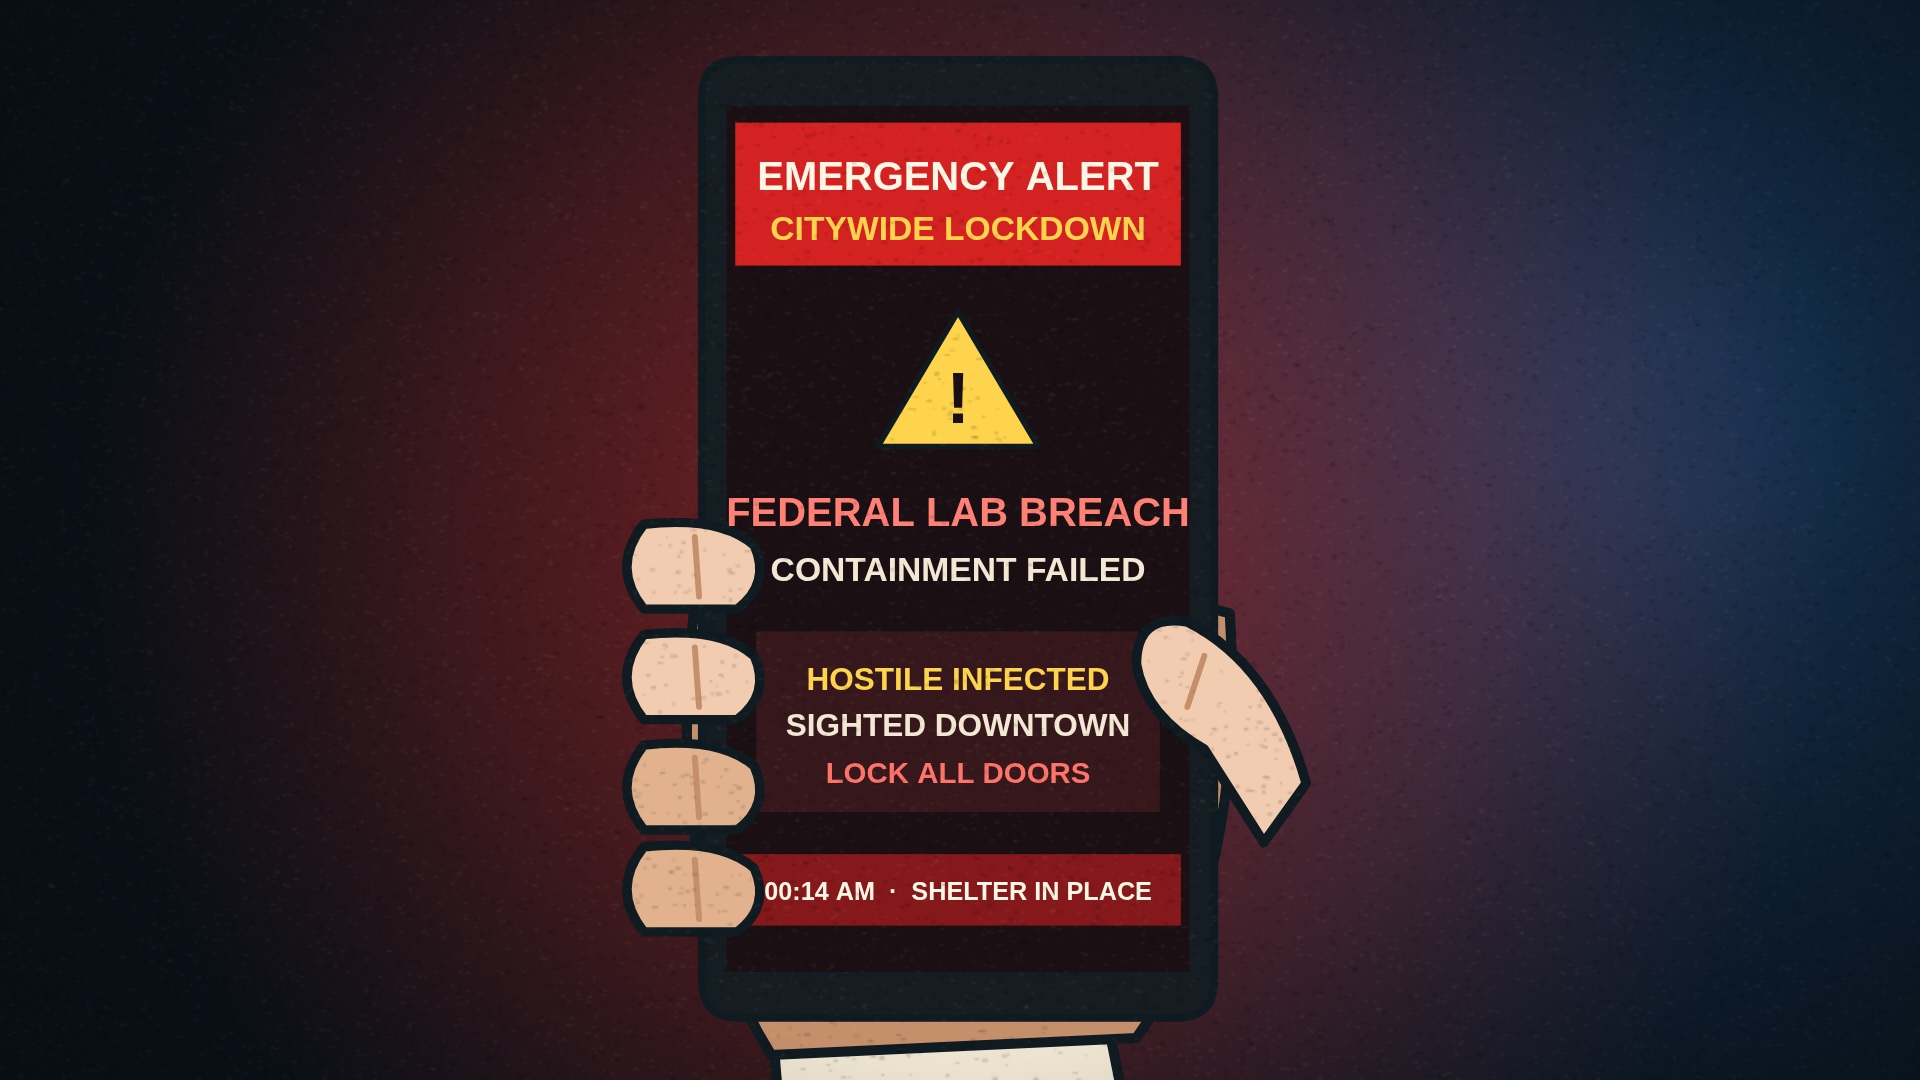 EMERGENCY ALERT
CITYWIDE LOCKDOWN
!
FEDERAL LAB BREACH
CONTAINMENT FAILED
HOSTILE INFECTED
SIGHTED DOWNTOWN
LOCK ALL DOORS
00:14 AM · SHELTER IN PLACE